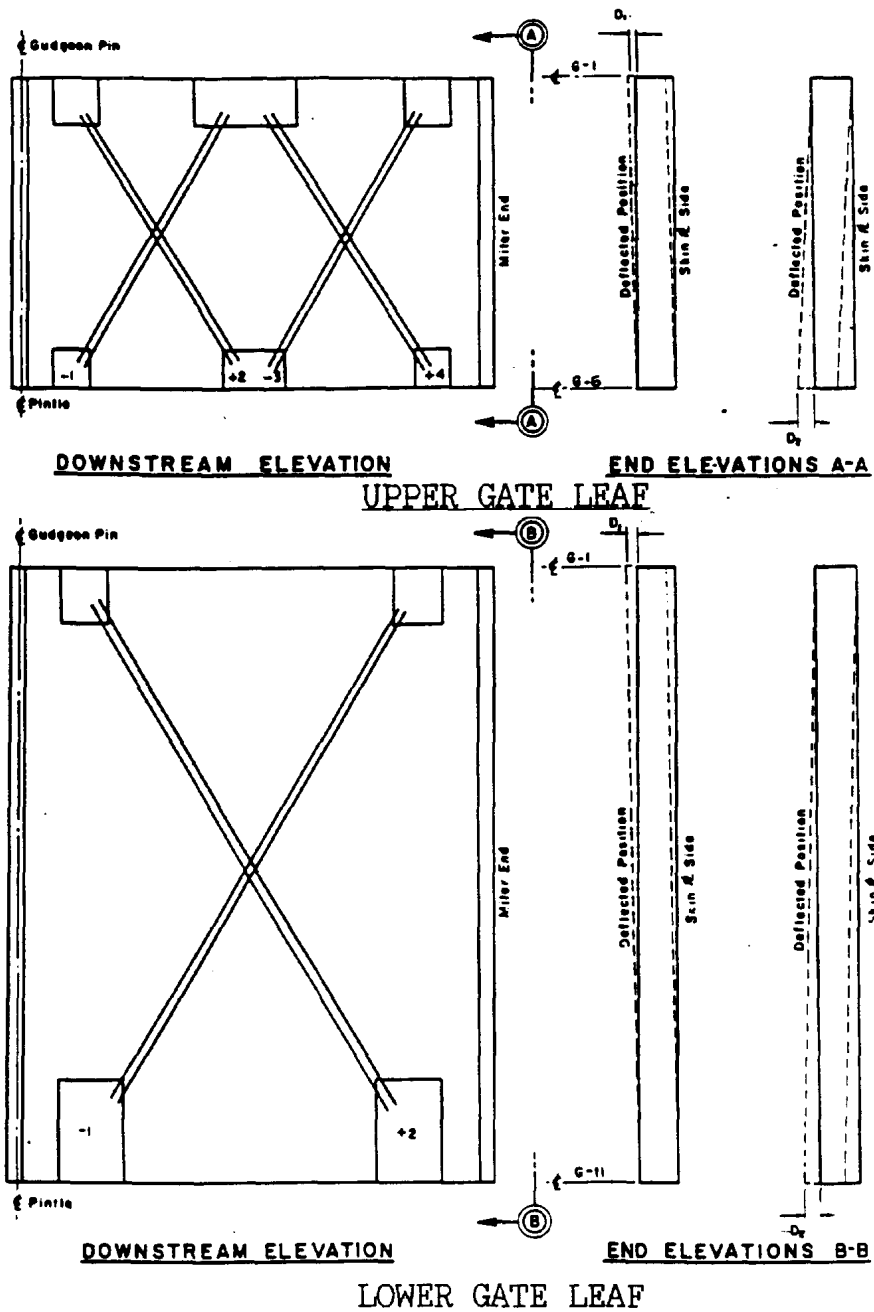 ℄ Gudgeon Pin
A
D₁
℄ G-1
Miter End
Deflected Position
Skin ℄ Side
Deflected Position
Skin ℄ Side
-1
+2
-3
+4
℄ G-6
℄ Pintle
A
D₂
DOWNSTREAM ELEVATION
END ELEVATIONS A-A
UPPER GATE LEAF
℄ Gudgeon Pin
B
D₁
℄ G-1
Miter End
Deflected Position
Skin ℄ Side
Deflected Position
Skin ℄ Side
-1
+2
℄ G-11
℄ Pintle
B
D₂
DOWNSTREAM ELEVATION
END ELEVATIONS B-B
LOWER GATE LEAF